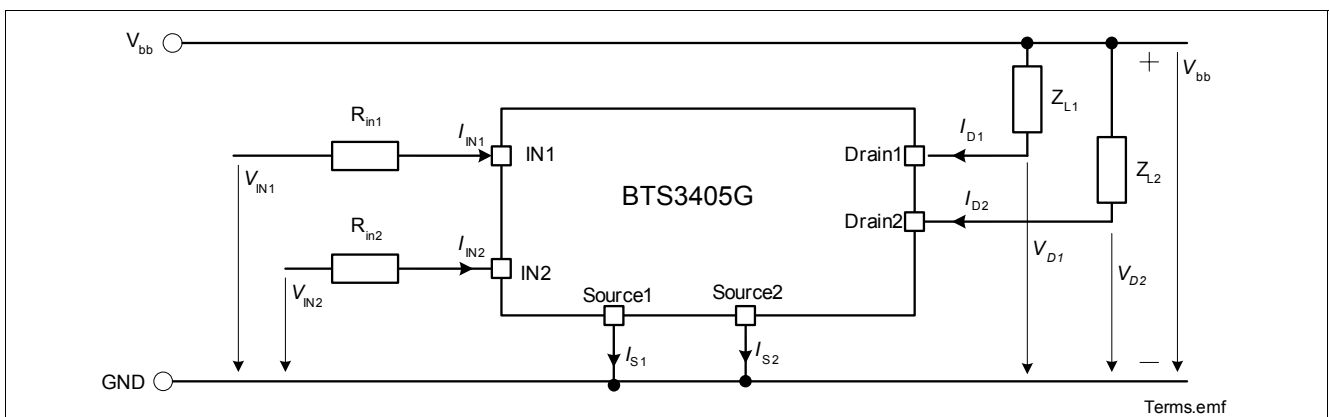 V_bb
+
V_bb
Z_L1
R_in1
I_IN1
I_D1
IN1
Drain1
V_IN1
BTS3405G
Z_L2
I_D2
R_in2
Drain2
I_IN2
V_D1
IN2
V_D2
V_IN2
Source1
Source2
I_S1
I_S2
—
GND
Terms.emf